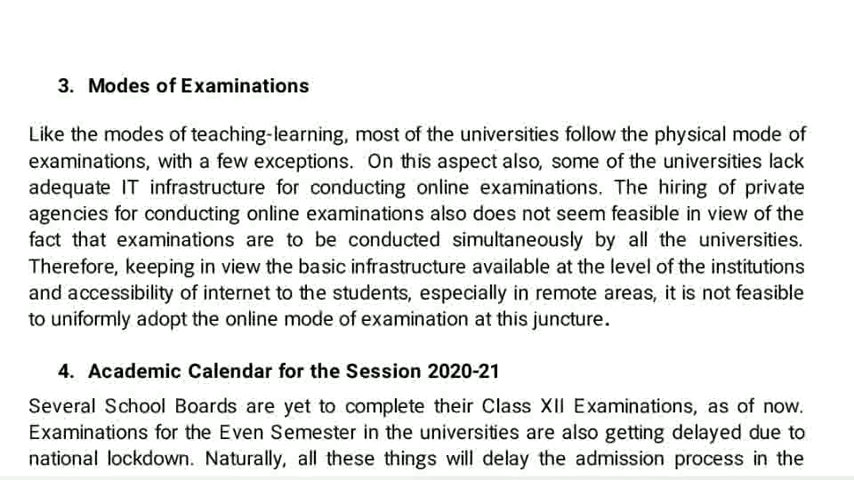 3. Modes of Examinations
Like the modes of teaching-learning, most of the universities follow the physical mode of
examinations, with a few exceptions. On this aspect also, some of the universities lack
adequate IT infrastructure for conducting online examinations. The hiring of private
agencies for conducting online examinations also does not seem feasible in view of the
fact that examinations are to be conducted simultaneously by all the universities.
Therefore, keeping in view the basic infrastructure available at the level of the institutions
and accessibility of internet to the students, especially in remote areas, it is not feasible
to uniformly adopt the online mode of examination at this juncture.
4. Academic Calendar for the Session 2020-21
Several School Boards are yet to complete their Class XII Examinations, as of now.
Examinations for the Even Semester in the universities are also getting delayed due to
national lockdown. Naturally, all these things will delay the admission process in the